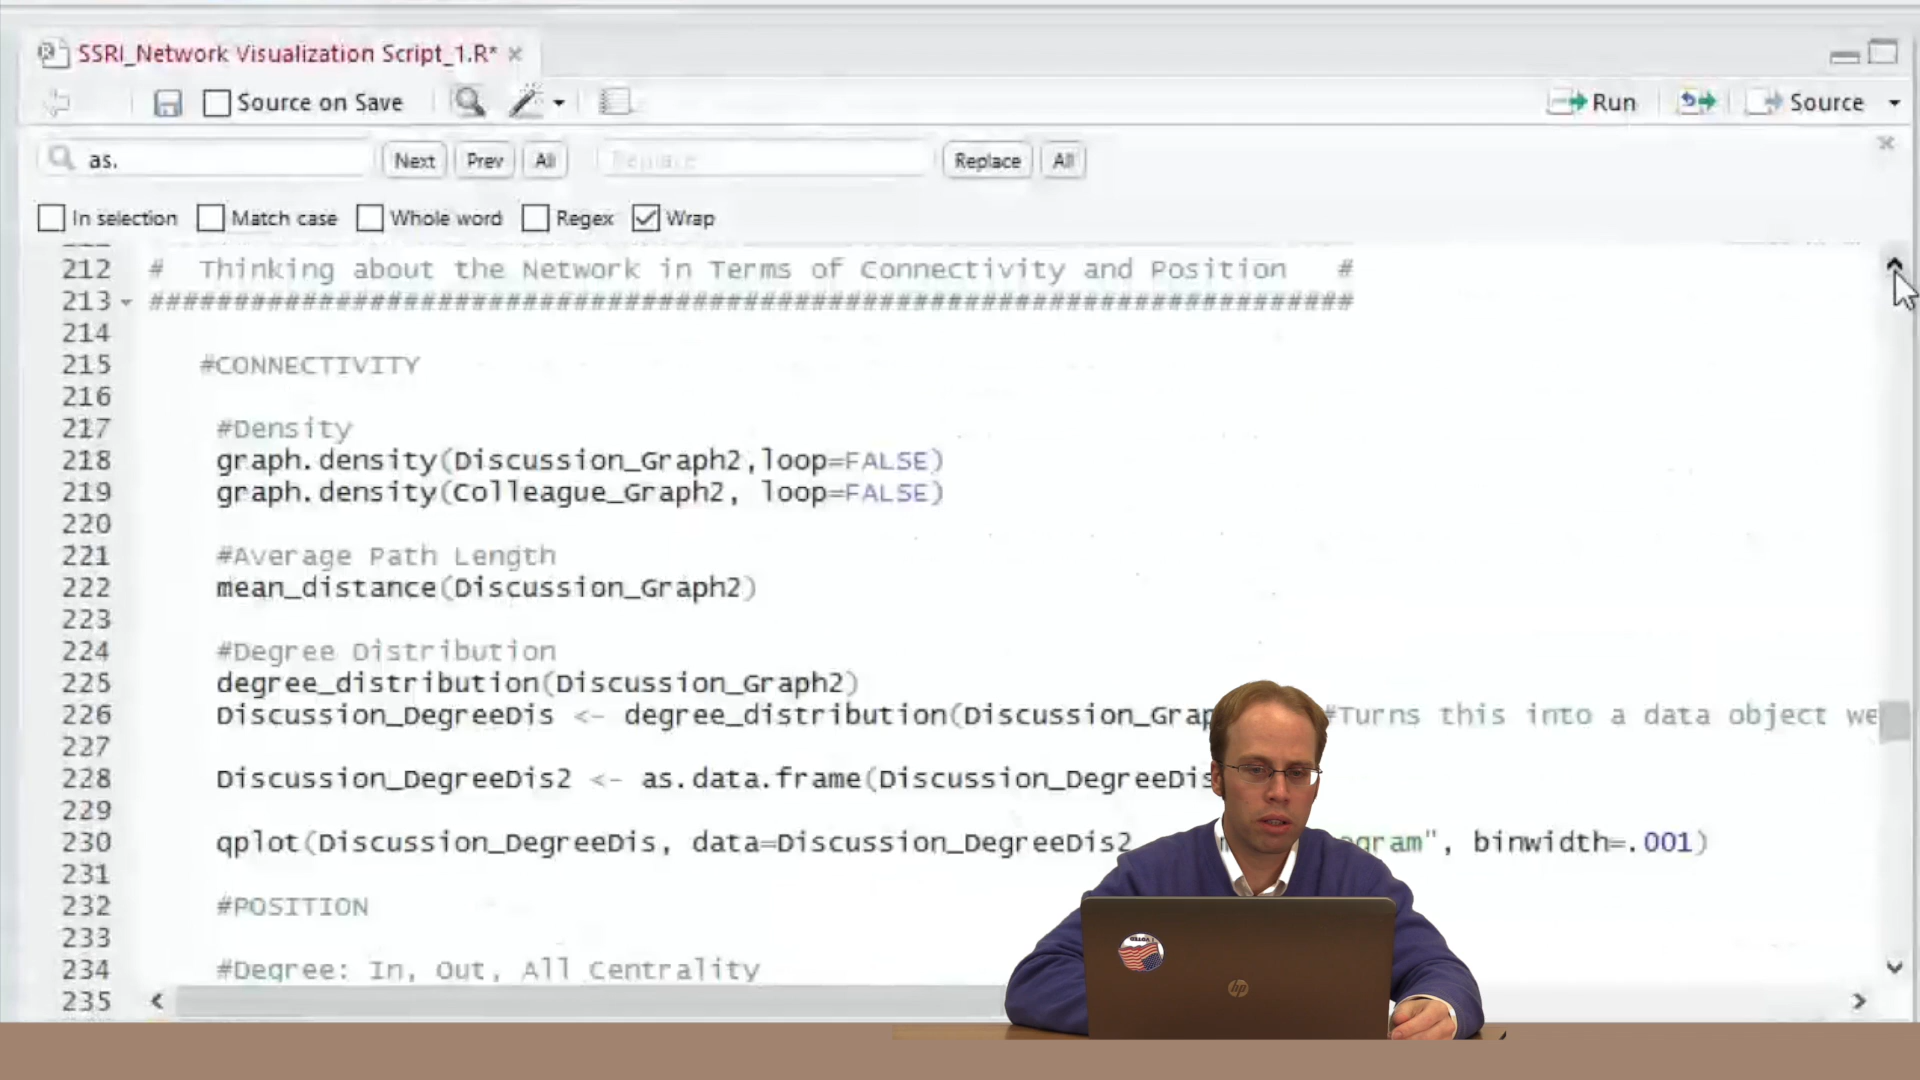 SSRI_Network Visualization Script_1.R*
Source on Save
Run
Source
as.
Next
Prev
All
Replace
Replace
All
In selection
Match case
Whole word
Regex
Wrap
212 # Thinking about the Network in Terms of Connectivity and Position #
213 #######################################################################
214
215 #CONNECTIVITY
216
217 #Density
218 graph.density(Discussion_Graph2,loop=FALSE)
219 graph.density(Colleague_Graph2, loop=FALSE)
220
221 #Average Path Length
222 mean_distance(Discussion_Graph2)
223
224 #Degree Distribution
225 degree_distribution(Discussion_Graph2)
226 Discussion_DegreeDis <- degree_distribution(Discussion_Grap #Turns this into a data object we
227
228 Discussion_DegreeDis2 <- as.data.frame(Discussion_DegreeDis
229
230 qplot(Discussion_DegreeDis, data=Discussion_DegreeDis2 ogram", binwidth=.001)
231
232 #POSITION
233
234 #Degree: In, Out, All Centrality
235
hp